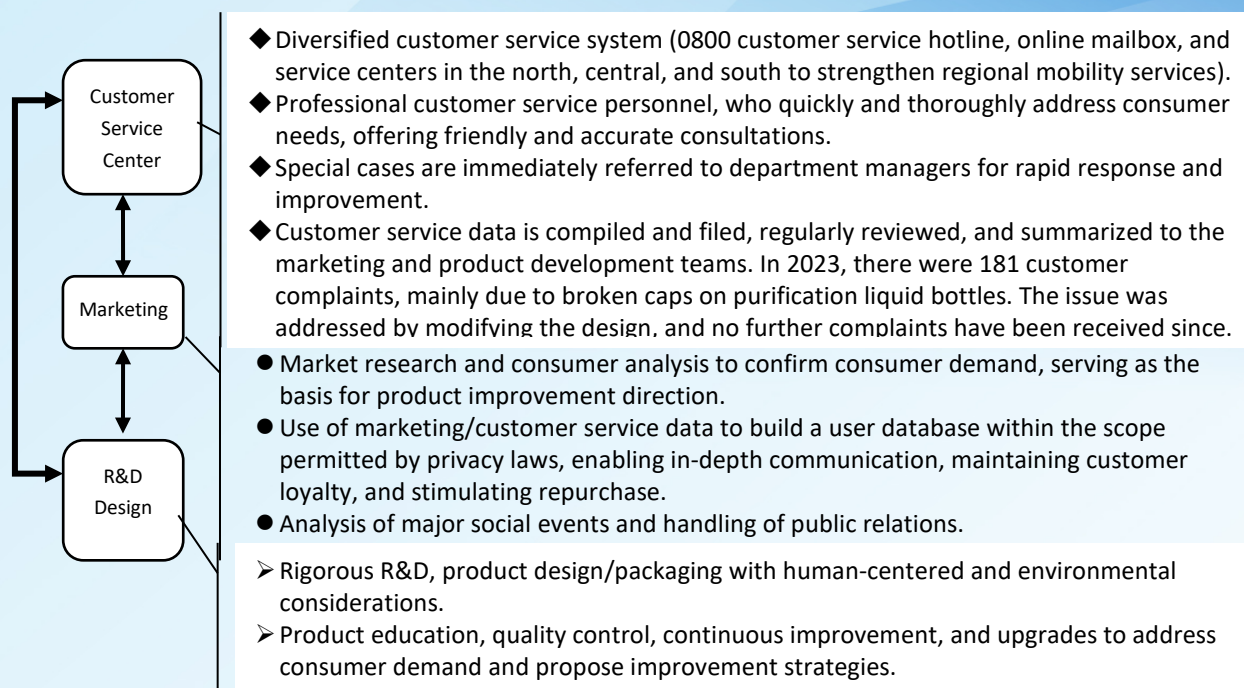 Customer
Service
Center
Marketing
R&D
Design
◆Diversified customer service system (0800 customer service hotline, online mailbox, and
service centers in the north, central, and south to strengthen regional mobility services).
◆Professional customer service personnel, who quickly and thoroughly address consumer
needs, offering friendly and accurate consultations.
◆Special cases are immediately referred to department managers for rapid response and
improvement.
◆Customer service data is compiled and filed, regularly reviewed, and summarized to the
marketing and product development teams. In 2023, there were 181 customer
complaints, mainly due to broken caps on purification liquid bottles. The issue was
addressed by modifying the design, and no further complaints have been received since.
●Market research and consumer analysis to confirm consumer demand, serving as the
basis for product improvement direction.
●Use of marketing/customer service data to build a user database within the scope
permitted by privacy laws, enabling in-depth communication, maintaining customer
loyalty, and stimulating repurchase.
●Analysis of major social events and handling of public relations.
➢Rigorous R&D, product design/packaging with human-centered and environmental
considerations.
➢Product education, quality control, continuous improvement, and upgrades to address
consumer demand and propose improvement strategies.